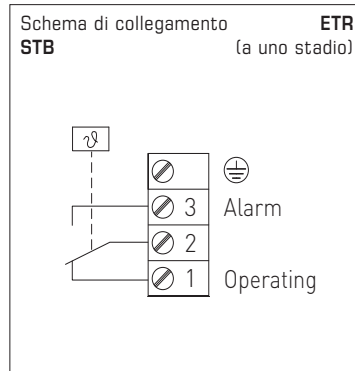 Schema di collegamento ETR
STB (a uno stadio)
ϑ
3 Alarm
2
1 Operating